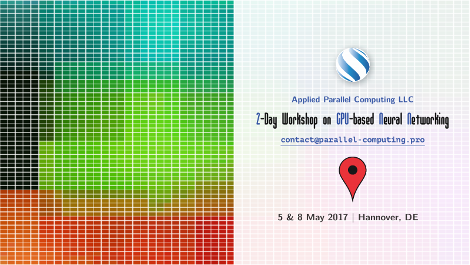 Applied Parallel Computing LLC
2-Day Workshop on GPU-based Neural Networking
contact@parallel-computing.pro
5 & 8 May 2017 | Hannover, DE